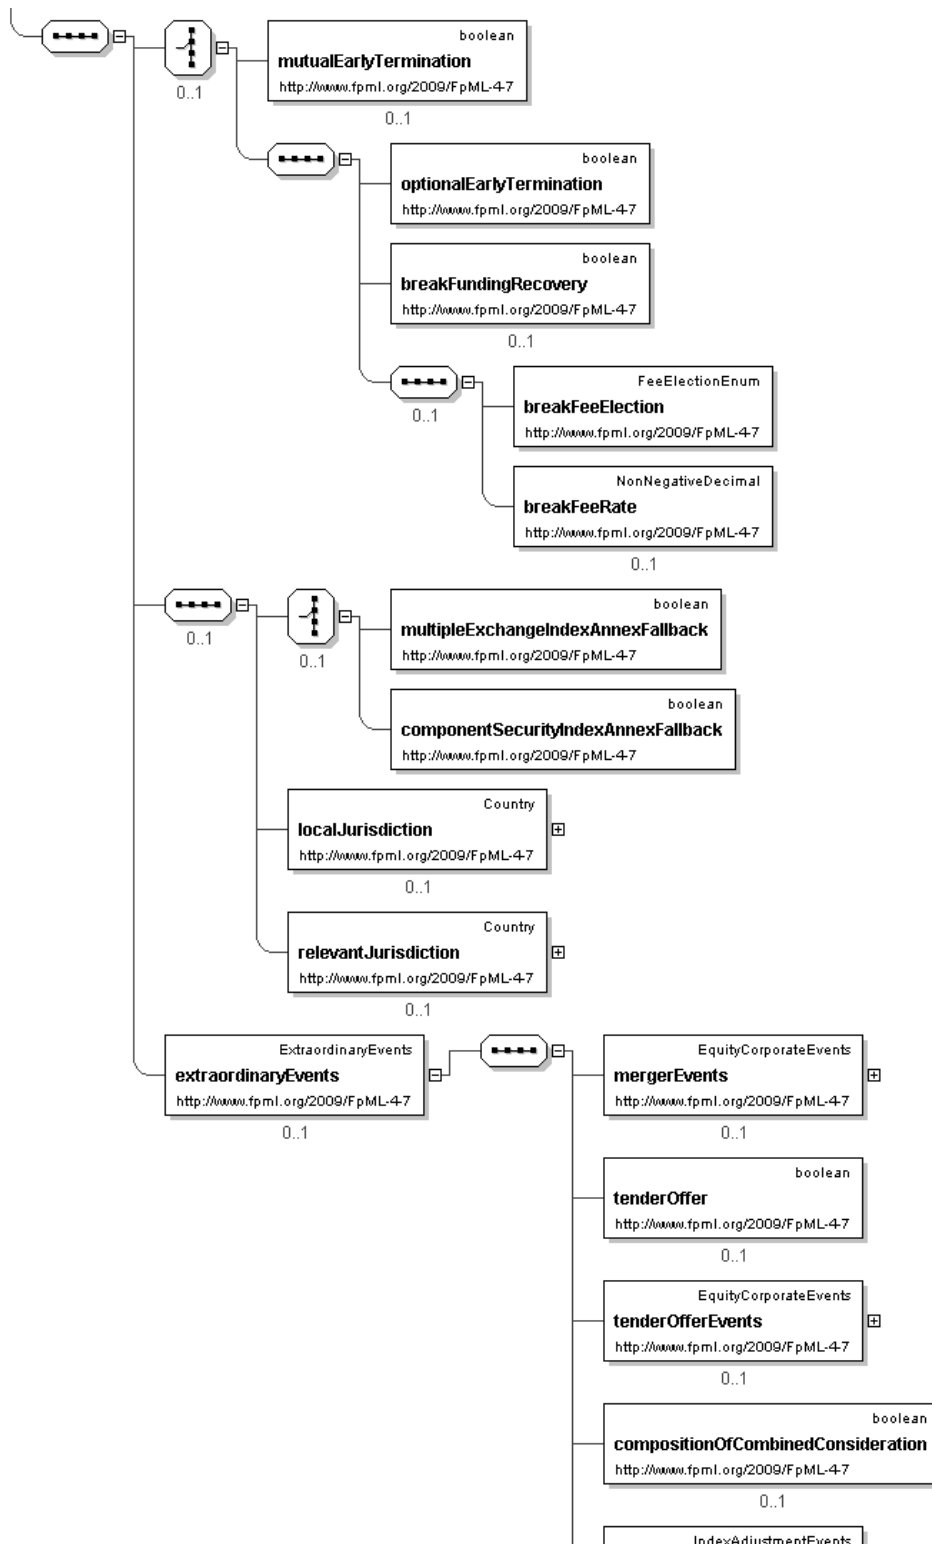 boolean
mutualEarlyTermination
http://www.fpml.org/2009/FpML-4-7
0..1
0..1
boolean
optionalEarlyTermination
http://www.fpml.org/2009/FpML-4-7
boolean
breakFundingRecovery
http://www.fpml.org/2009/FpML-4-7
0..1
FeeElectionEnum
breakFeeElection
http://www.fpml.org/2009/FpML-4-7
0..1
NonNegativeDecimal
breakFeeRate
http://www.fpml.org/2009/FpML-4-7
0..1
0..1
boolean
multipleExchangeIndexAnnexFallback
http://www.fpml.org/2009/FpML-4-7
0..1
boolean
componentSecurityIndexAnnexFallback
http://www.fpml.org/2009/FpML-4-7
Country
localJurisdiction
http://www.fpml.org/2009/FpML-4-7
0..1
Country
relevantJurisdiction
http://www.fpml.org/2009/FpML-4-7
0..1
ExtraordinaryEvents
extraordinaryEvents
http://www.fpml.org/2009/FpML-4-7
0..1
EquityCorporateEvents
mergerEvents
http://www.fpml.org/2009/FpML-4-7
0..1
boolean
tenderOffer
http://www.fpml.org/2009/FpML-4-7
0..1
EquityCorporateEvents
tenderOfferEvents
http://www.fpml.org/2009/FpML-4-7
0..1
boolean
compositionOfCombinedConsideration
http://www.fpml.org/2009/FpML-4-7
0..1
IndexAdjustmentEvents